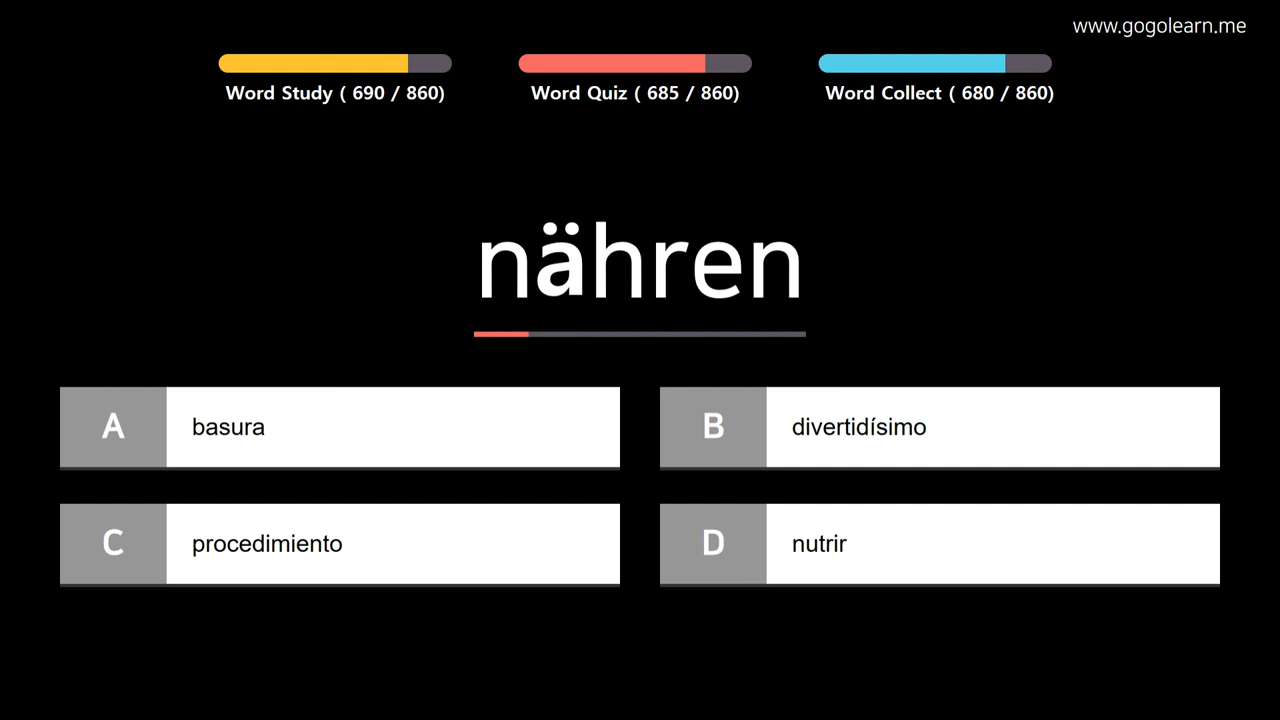 www.gogolearn.me
Word Study ( 690 / 860)
Word Quiz ( 685 / 860)
Word Collect ( 680 / 860)
nähren
A basura
B divertidísimo
C procedimiento
D nutrir